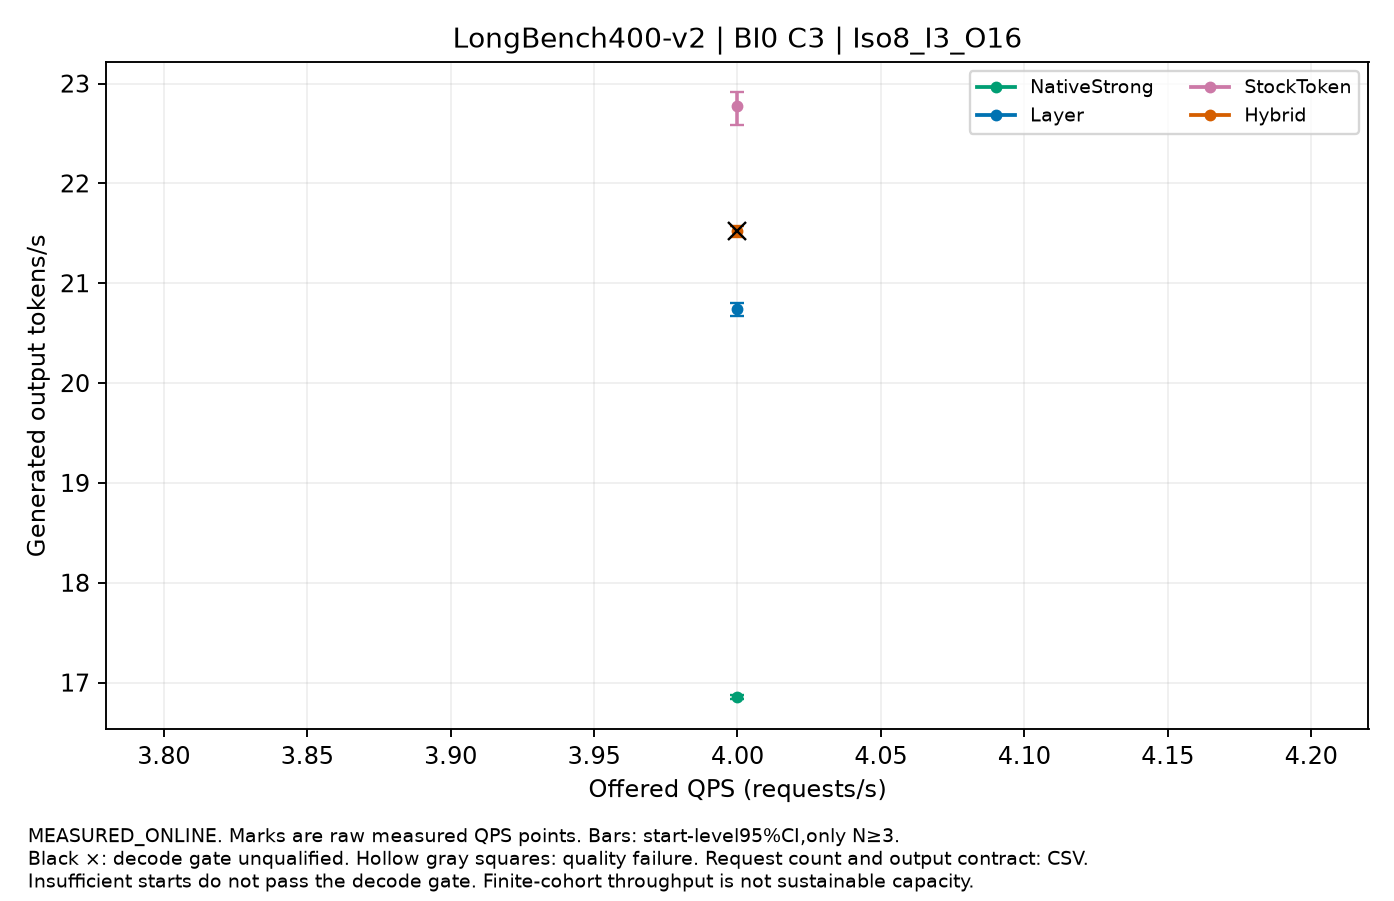 LongBench400-v2 | BI0 C3 | Iso8_I3_O16
NativeStrong
Layer
StockToken
Hybrid
Generated output tokens/s
23
22
21
20
19
18
17
3.80 3.85 3.90 3.95 4.00 4.05 4.10 4.15 4.20
Offered QPS (requests/s)
MEASURED_ONLINE. Marks are raw measured QPS points. Bars: start-level95%CI,only N≥3.
Black ×: decode gate unqualified. Hollow gray squares: quality failure. Request count and output contract: CSV.
Insufficient starts do not pass the decode gate. Finite-cohort throughput is not sustainable capacity.